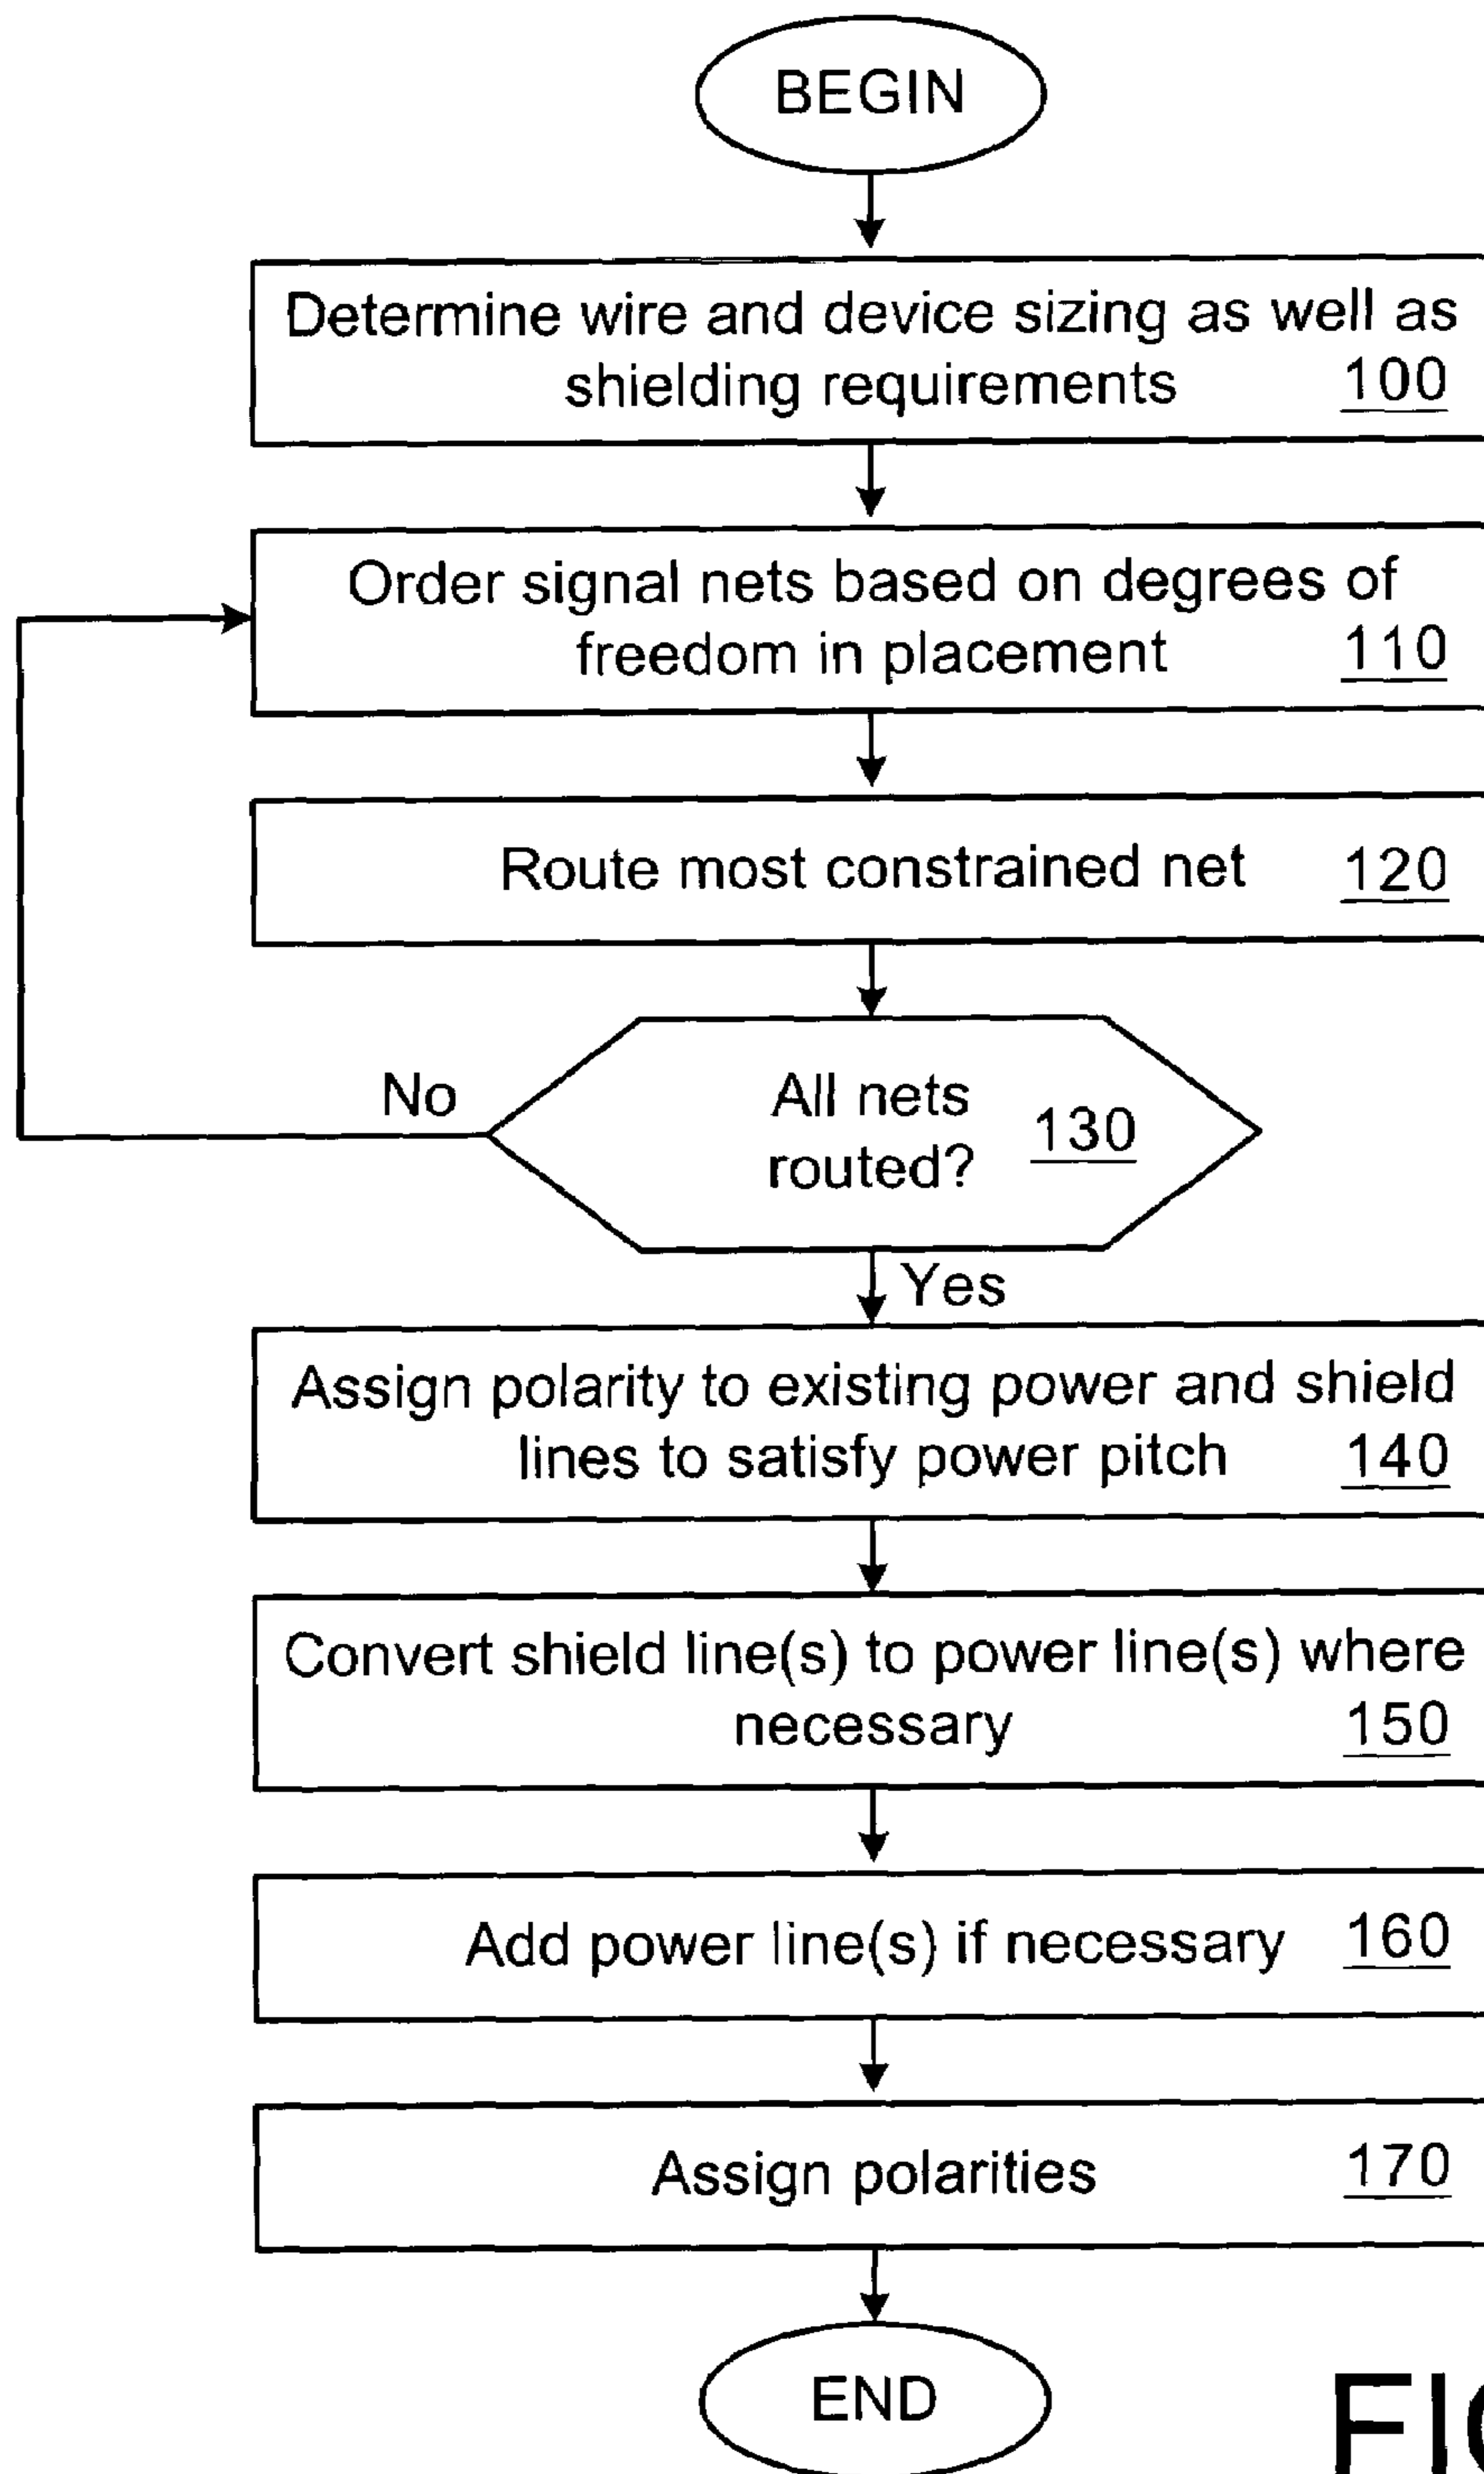 BEGIN
Determine wire and device sizing as well as
shielding requirements 100
Order signal nets based on degrees of
freedom in placement 110
Route most constrained net 120
No
All nets
routed? 130
Yes
Assign polarity to existing power and shield
lines to satisfy power pitch 140
Convert shield line(s) to power line(s) where
necessary 150
Add power line(s) if necessary 160
Assign polarities 170
END